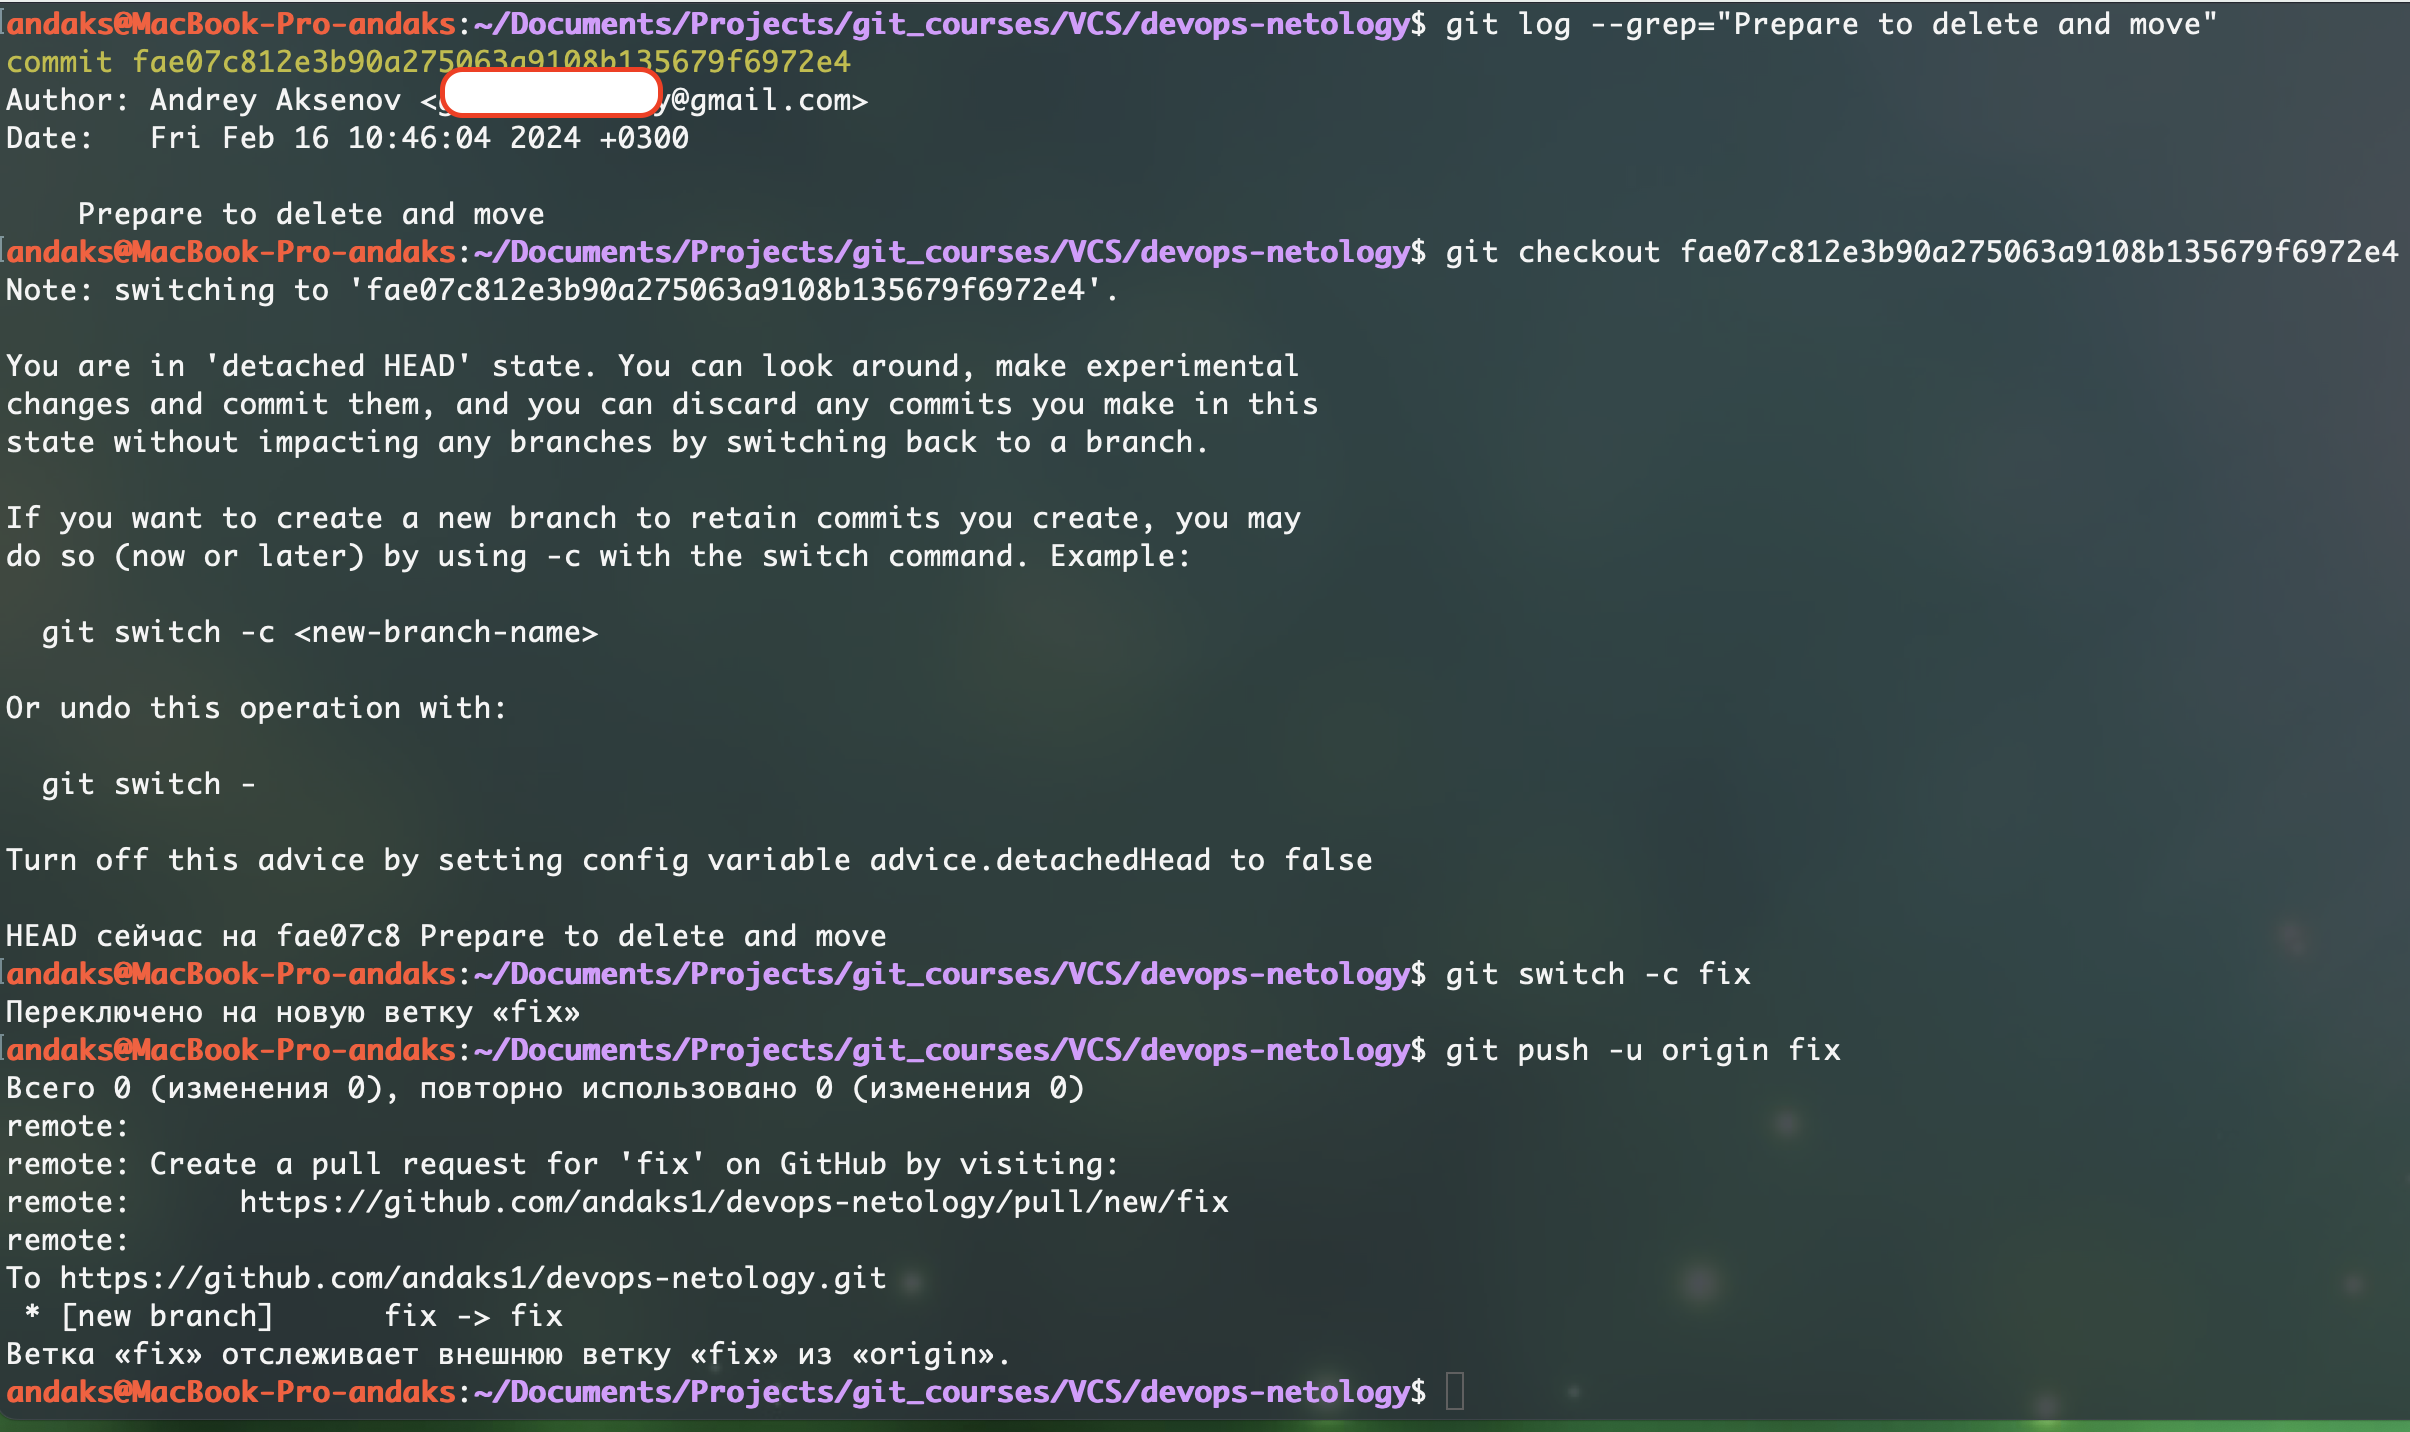 andaks@MacBook-Pro-andaks:~/Documents/Projects/git_courses/VCS/devops-netology$ git log --grep="Prepare to delete and move"
commit fae07c812e3b90a275063a9108b135679f6972e4
Author: Andrey Aksenov <g y@gmail.com>
Date:   Fri Feb 16 10:46:04 2024 +0300
    Prepare to delete and move
andaks@MacBook-Pro-andaks:~/Documents/Projects/git_courses/VCS/devops-netology$ git checkout fae07c812e3b90a275063a9108b135679f6972e4
Note: switching to 'fae07c812e3b90a275063a9108b135679f6972e4'.
You are in 'detached HEAD' state. You can look around, make experimental
changes and commit them, and you can discard any commits you make in this
state without impacting any branches by switching back to a branch.
If you want to create a new branch to retain commits you create, you may
do so (now or later) by using -c with the switch command. Example:
  git switch -c <new-branch-name>
Or undo this operation with:
  git switch -
Turn off this advice by setting config variable advice.detachedHead to false
HEAD сейчас на fae07c8 Prepare to delete and move
andaks@MacBook-Pro-andaks:~/Documents/Projects/git_courses/VCS/devops-netology$ git switch -c fix
Переключено на новую ветку «fix»
andaks@MacBook-Pro-andaks:~/Documents/Projects/git_courses/VCS/devops-netology$ git push -u origin fix
Всего 0 (изменения 0), повторно использовано 0 (изменения 0)
remote:
remote: Create a pull request for 'fix' on GitHub by visiting:
remote:      https://github.com/andaks1/devops-netology/pull/new/fix
remote:
To https://github.com/andaks1/devops-netology.git
 * [new branch]      fix -> fix
Ветка «fix» отслеживает внешнюю ветку «fix» из «origin».
andaks@MacBook-Pro-andaks:~/Documents/Projects/git_courses/VCS/devops-netology$